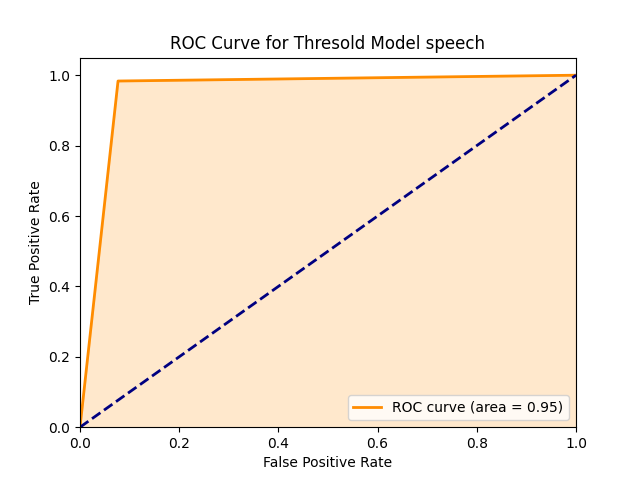 ROC Curve for Thresold Model speech
True Positive Rate
1.0
0.8
0.6
0.4
0.2
0.0
ROC curve (area = 0.95)
0.0 0.2 0.4 0.6 0.8 1.0
False Positive Rate